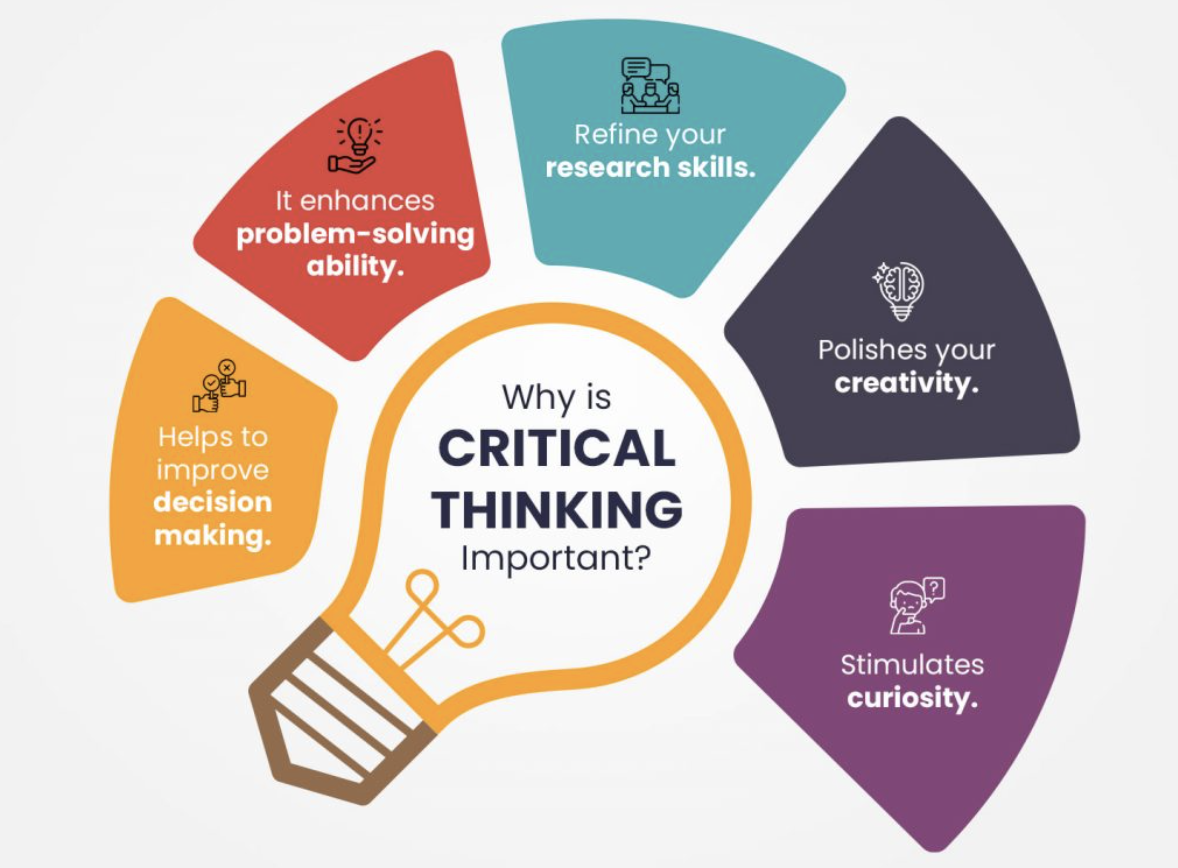 Why is
CRITICAL
THINKING
Important?
Helps to
improve
decision
making.
It enhances
problem-solving
ability.
Refine your
research skills.
Polishes your
creativity.
?
Stimulates
curiosity.